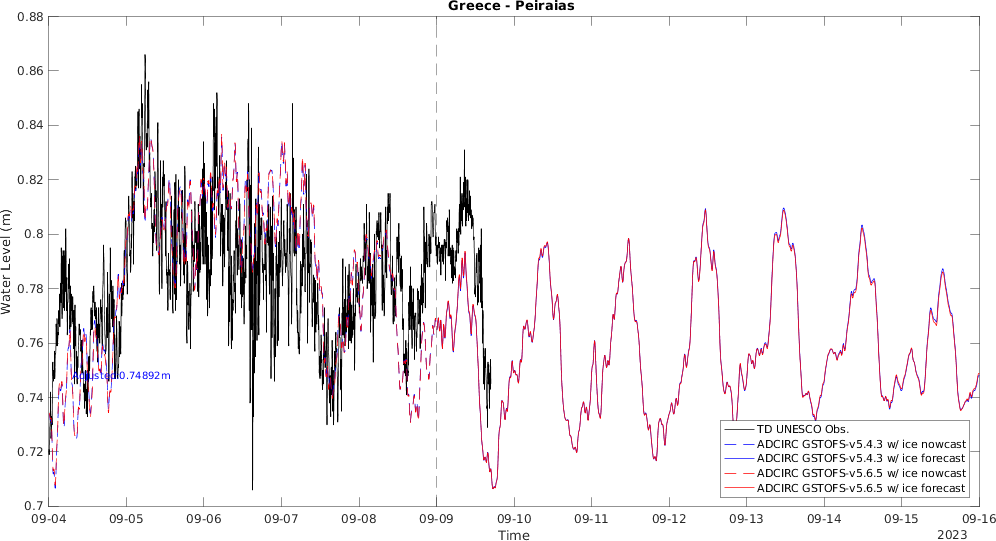 Greece - Peiraias
0.88
0.86
0.84
0.82
0.8
0.78
0.76
0.74
0.72
0.7
Water Level (m)
Adjusted 0.74892m
TD UNESCO Obs.
ADCIRC GSTOFS-v5.4.3 w/ ice nowcast
ADCIRC GSTOFS-v5.4.3 w/ ice forecast
ADCIRC GSTOFS-v5.6.5 w/ ice nowcast
ADCIRC GSTOFS-v5.6.5 w/ ice forecast
09-04 09-05 09-06 09-07 09-08 09-09 09-10 09-11 09-12 09-13 09-14 09-15 09-16
Time
2023